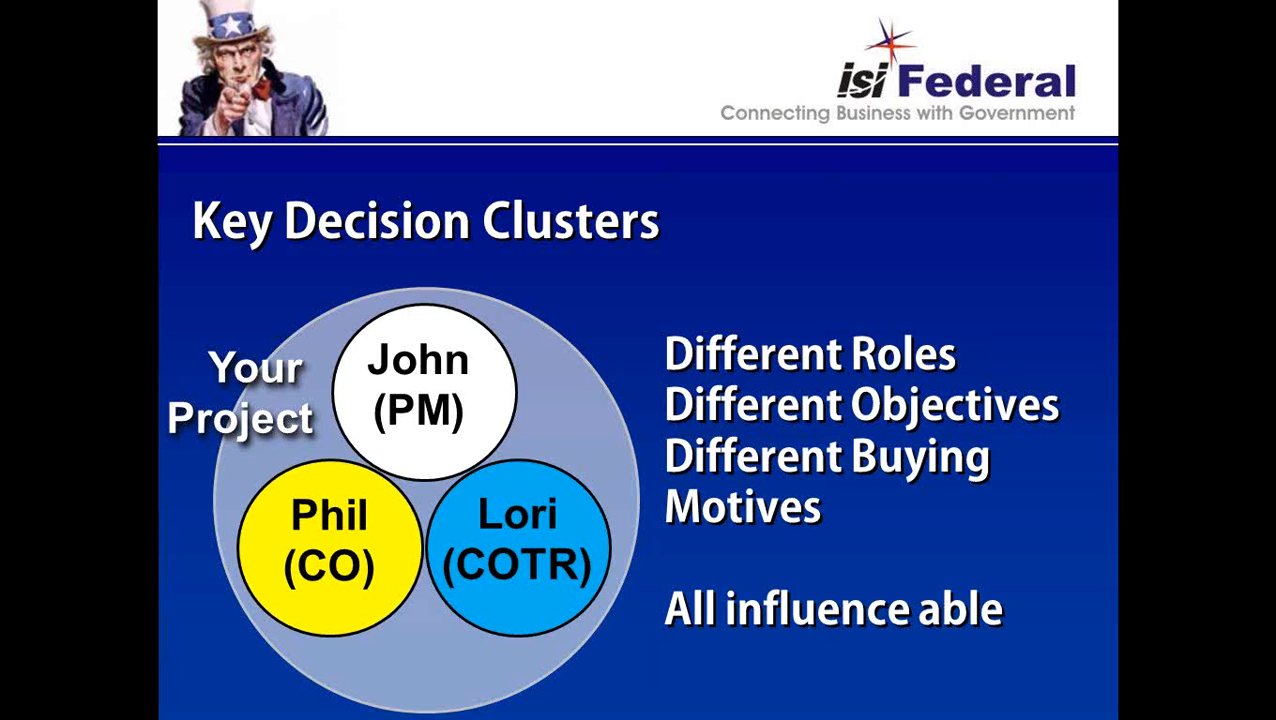 isi Federal
Connecting Business with Government
Key Decision Clusters
Your
Project
John
(PM)
Phil
(CO)
Lori
(COTR)
Different Roles
Different Objectives
Different Buying
Motives
All influence able